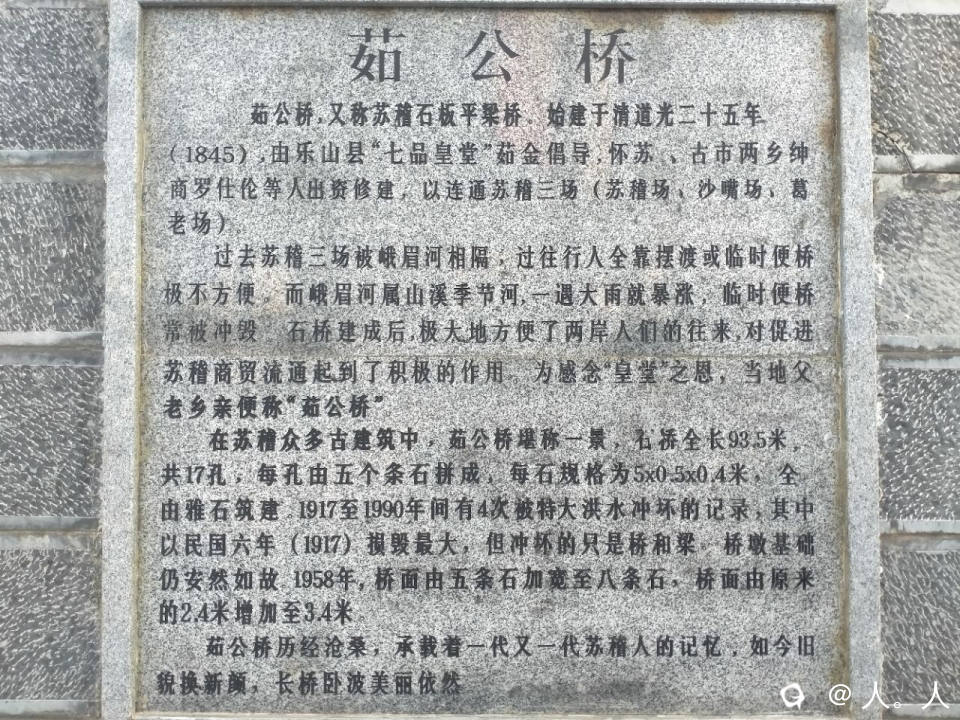 茹公桥
茹公桥,又称苏稽石板平梁桥 始建于清道光二十五年
(1845),由乐山县“七品皇堂”茹金倡导,怀苏、古市两乡绅
商罗仕伦等人出资修建，以连通苏稽三场（苏稽场、沙嘴场、葛
老场）
过去苏稽三场被峨眉河相隔，过往行人全靠摆渡或临时便桥
极不方便。而峨眉河属山溪季节河,一遇大雨就暴涨，临时便桥
常被冲毁 石桥建成后,极大地方便了两岸人们的往来,对促进
苏稽商贸流通起到了积极的作用。为感念“皇堂”之恩，当地父
老乡亲便称“茹公桥”
在苏稽众多古建筑中，茹公桥堪称一景，石桥全长93.5米，
共17孔，每孔由五个条石拼成，每石规格为5x0.5x0.4米，全
由雅石筑建 1917至1990年间有4次被特大洪水冲坏的记录,其中
以民国六年（1917）损毁最大，但冲坏的只是桥和梁，桥墩基础
仍安然如故 1958年,桥面由五条石加宽至八条石，桥面由原来
的2.4米增加至3.4米
茹公桥历经沧桑，承载着一代又一代苏稽人的记忆，如今旧
貌换新颜，长桥卧波美丽依然
@人。人